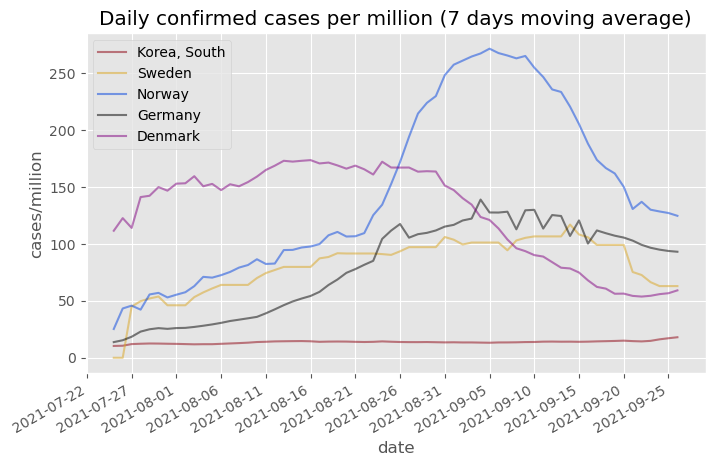 Daily confirmed cases per million (7 days moving average)
Korea, South
Sweden
Norway
Germany
Denmark
cases/million
250
200
150
100
50
0
2021-07-22
2021-07-27
2021-08-01
2021-08-06
2021-08-11
2021-08-16
2021-08-21
2021-08-26
2021-08-31
2021-09-05
2021-09-10
2021-09-15
2021-09-20
2021-09-25
date